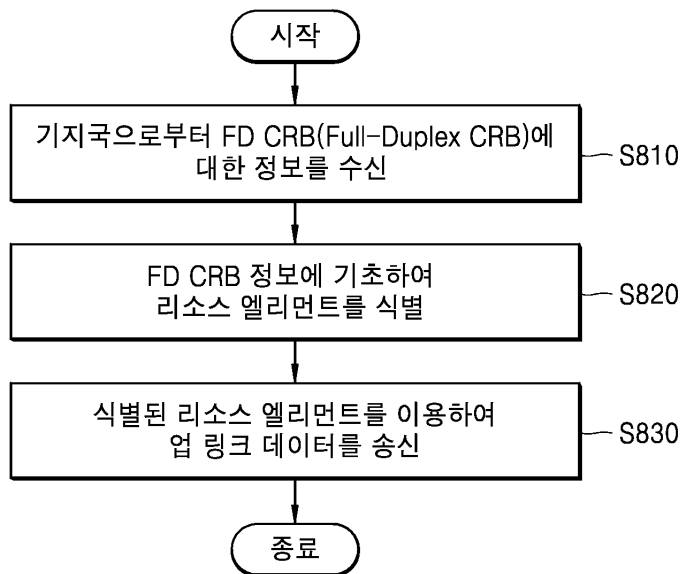 시작
기지국으로부터 FD CRB(Full-Duplex CRB)에
대한 정보를 수신
S810
FD CRB 정보에 기초하여
리소스 엘리먼트를 식별
S820
식별된 리소스 엘리먼트를 이용하여
업 링크 데이터를 송신
S830
종료